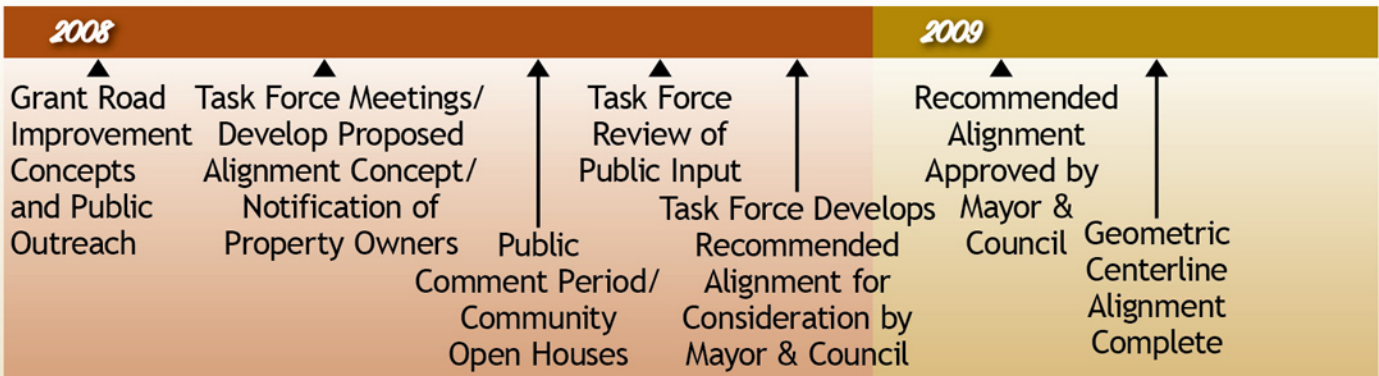 2008
2009
Grant Road
Improvement
Concepts
and Public
Outreach
Task Force Meetings/
Develop Proposed
Alignment Concept/
Notification of
Property Owners
Public
Comment Period/
Community
Open Houses
Task Force
Review of
Public Input
Task Force Develops
Recommended
Alignment for
Consideration by
Mayor & Council
Recommended
Alignment
Approved by
Mayor &
Council
Geometric
Centerline
Alignment
Complete